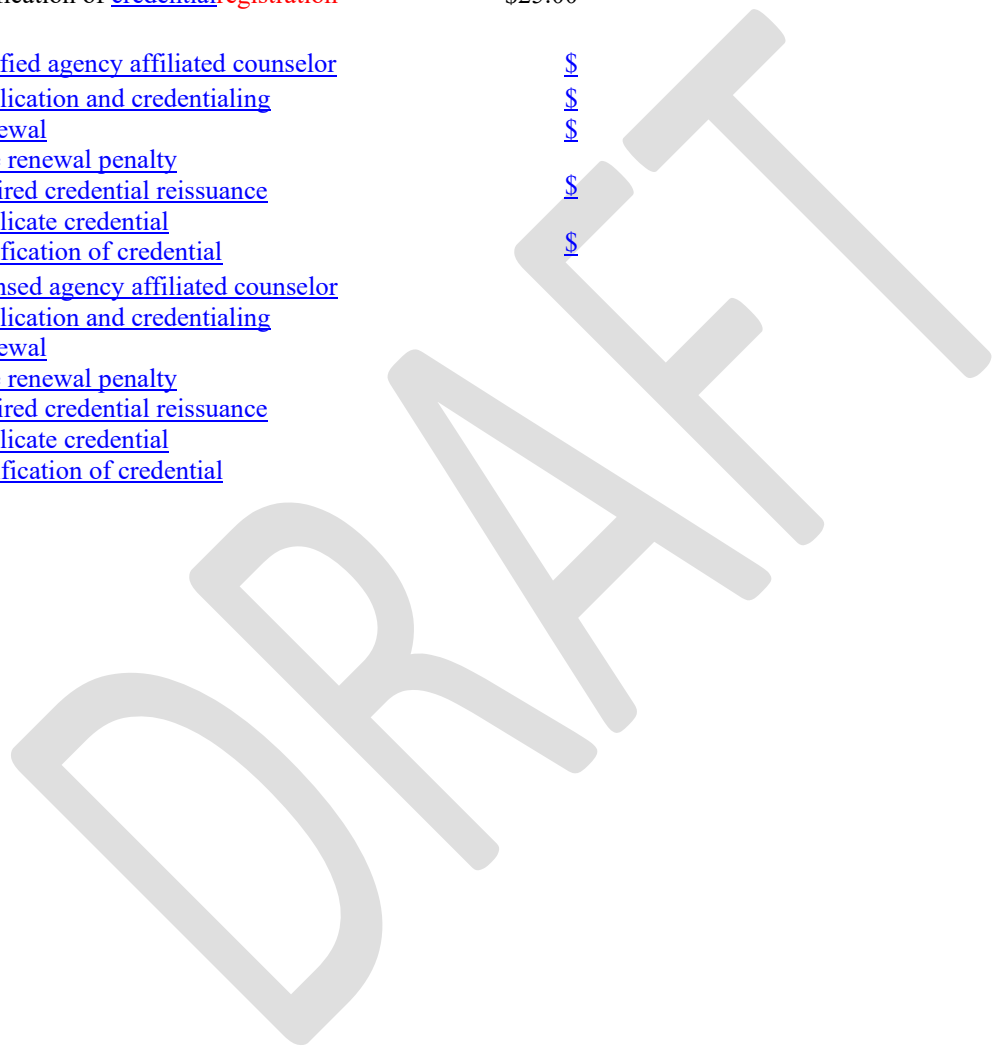 ication of credentialregistration $25.00
fied agency affiliated counselor $
lication and credentialing $
ewal $
renewal penalty
ired credential reissuance $
licate credential
fication of credential $
nsed agency affiliated counselor
lication and credentialing
ewal
renewal penalty
ired credential reissuance
licate credential
fication of credential
DRAFT